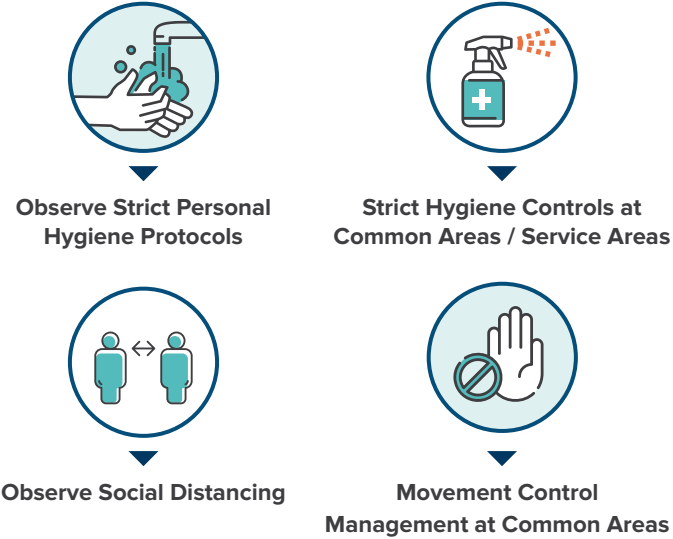 Observe Strict Personal
Hygiene Protocols
Strict Hygiene Controls at
Common Areas / Service Areas
Observe Social Distancing
Movement Control
Management at Common Areas